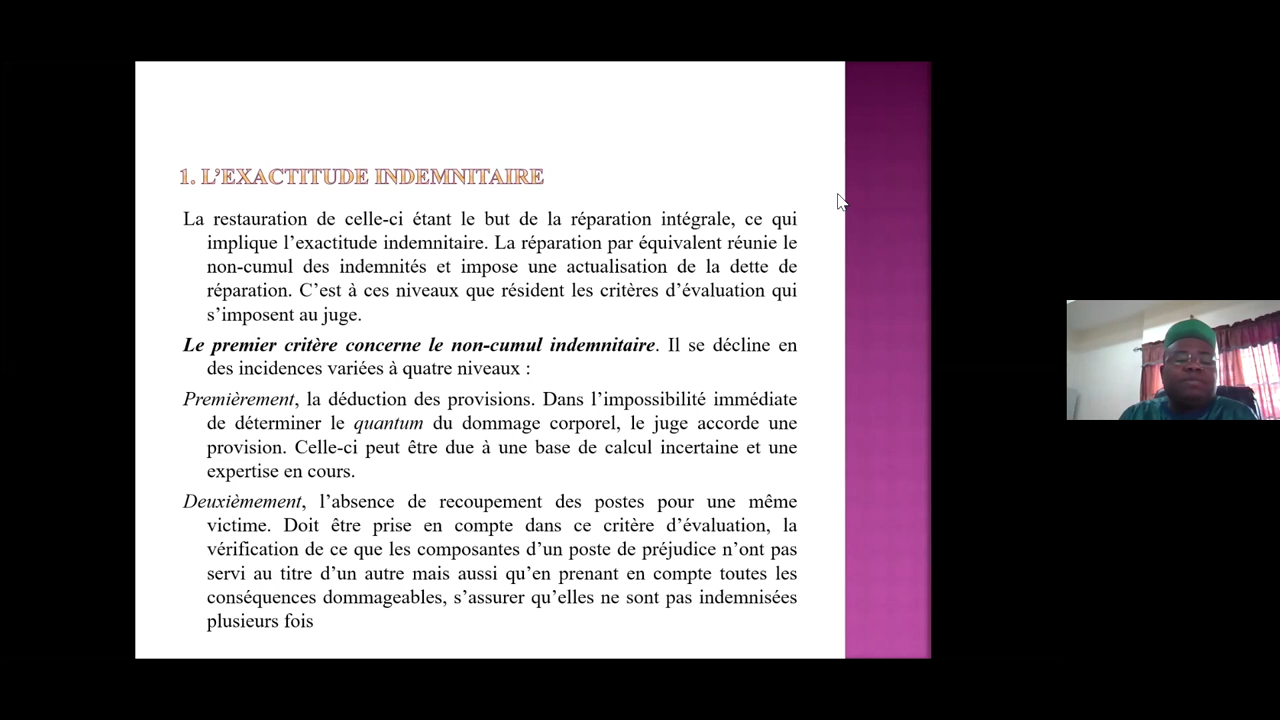 1. L’EXACTITUDE INDEMNITAIRE
La restauration de celle-ci étant le but de la réparation intégrale, ce qui
implique l’exactitude indemnitaire. La réparation par équivalent réunie le
non-cumul des indemnités et impose une actualisation de la dette de
réparation. C’est à ces niveaux que résident les critères d’évaluation qui
s’imposent au juge.
Le premier critère concerne le non-cumul indemnitaire. Il se décline en
des incidences variées à quatre niveaux :
Premièrement, la déduction des provisions. Dans l’impossibilité immédiate
de déterminer le quantum du dommage corporel, le juge accorde une
provision. Celle-ci peut être due à une base de calcul incertaine et une
expertise en cours.
Deuxièmement, l’absence de recoupement des postes pour une même
victime. Doit être prise en compte dans ce critère d’évaluation, la
vérification de ce que les composantes d’un poste de préjudice n’ont pas
servi au titre d’un autre mais aussi qu’en prenant en compte toutes les
conséquences dommageables, s’assurer qu’elles ne sont pas indemnisées
plusieurs fois